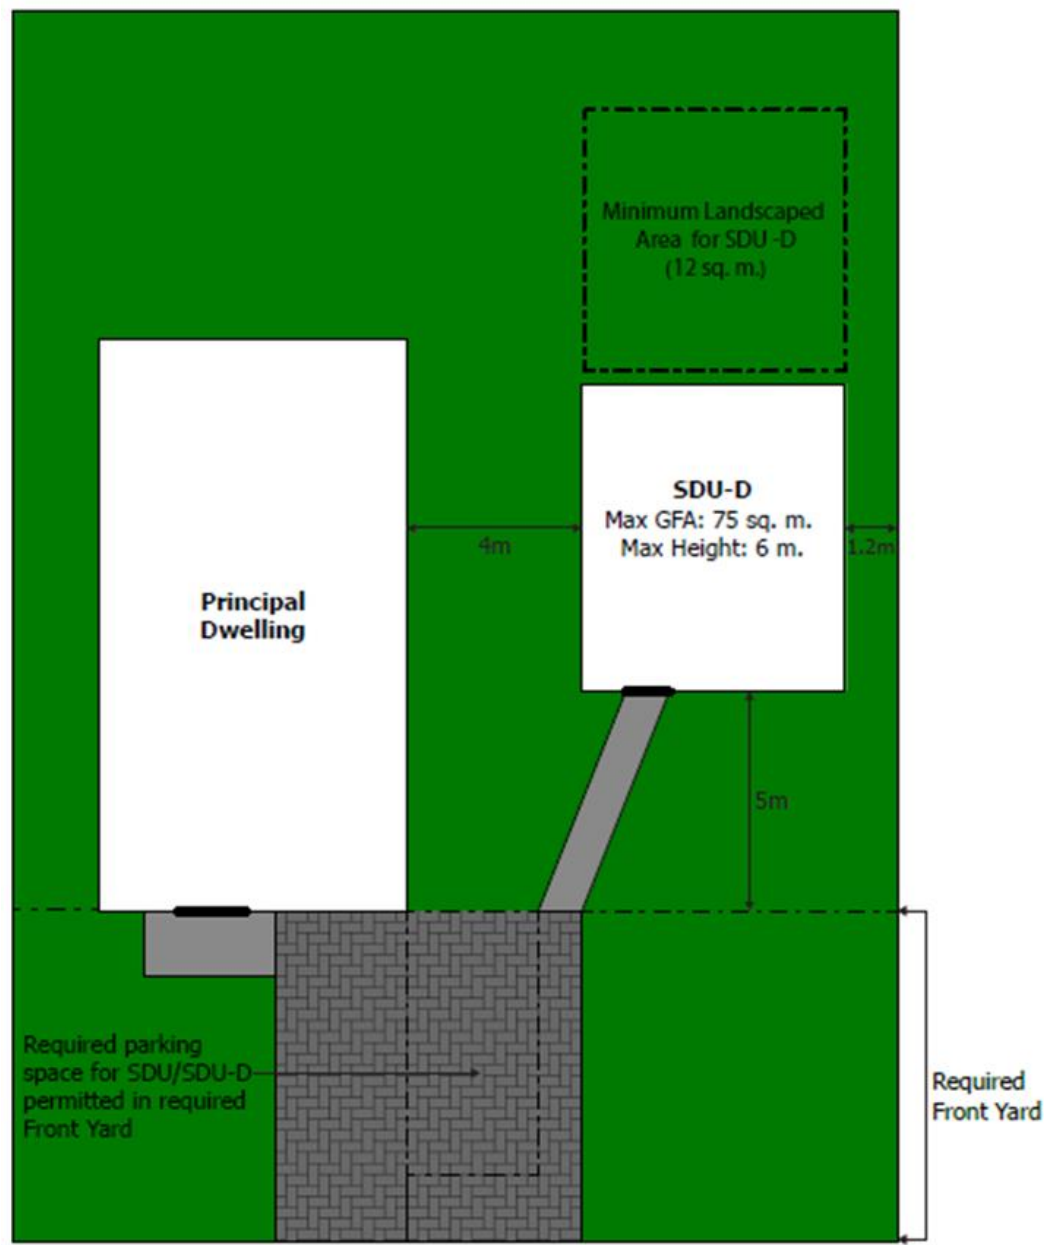 Minimum Landscaped
Area for SDU -D
(12 sq. m.)
SDU-D
Max GFA: 75 sq. m.
Max Height: 6 m.
4m
1.2m
Principal
Dwelling
5m
Required parking
space for SDU/SDU-D
permitted in required
Front Yard
Required
Front Yard